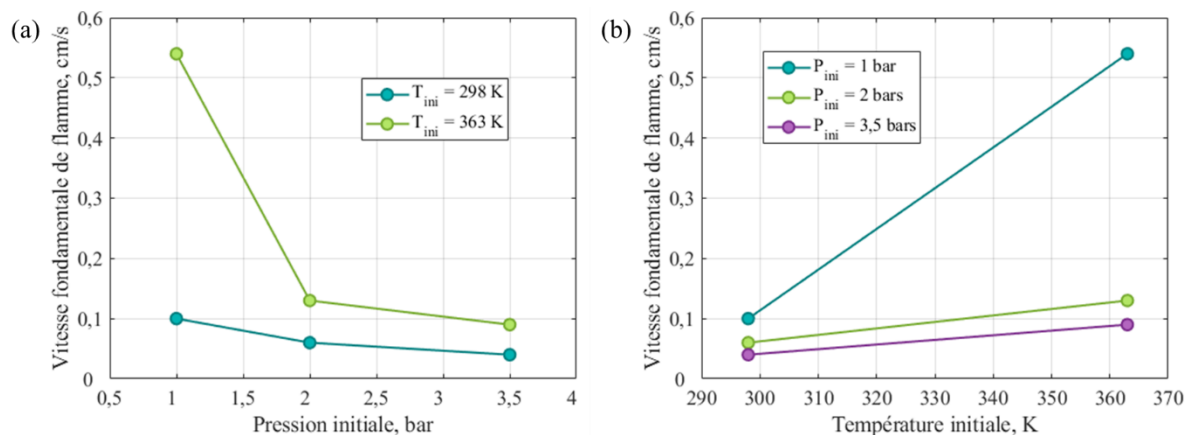 (a)
Vitesse fondamentale de flamme, cm/s
0,6
0,5
0,4
0,3
0,2
0,1
0
T_ini = 298 K
T_ini = 363 K
0,5 1 1,5 2 2,5 3 3,5 4
Pression initiale, bar
(b)
Vitesse fondamentale de flamme, cm/s
0,6
0,5
0,4
0,3
0,2
0,1
0
P_ini = 1 bar
P_ini = 2 bars
P_ini = 3,5 bars
290 300 310 320 330 340 350 360 370
Température initiale, K